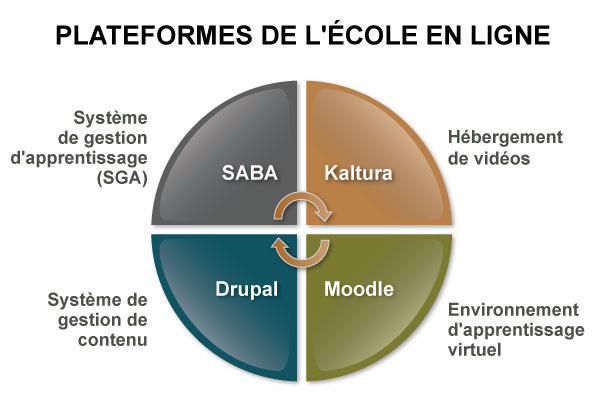 PLATEFORMES DE L'ÉCOLE EN LIGNE
Système
de gestion
d'apprentissage
(SGA)
SABA
Kaltura
Hébergement
de vidéos
Système de
gestion de
contenu
Drupal
Moodle
Environnement
d'apprentissage
virtuel